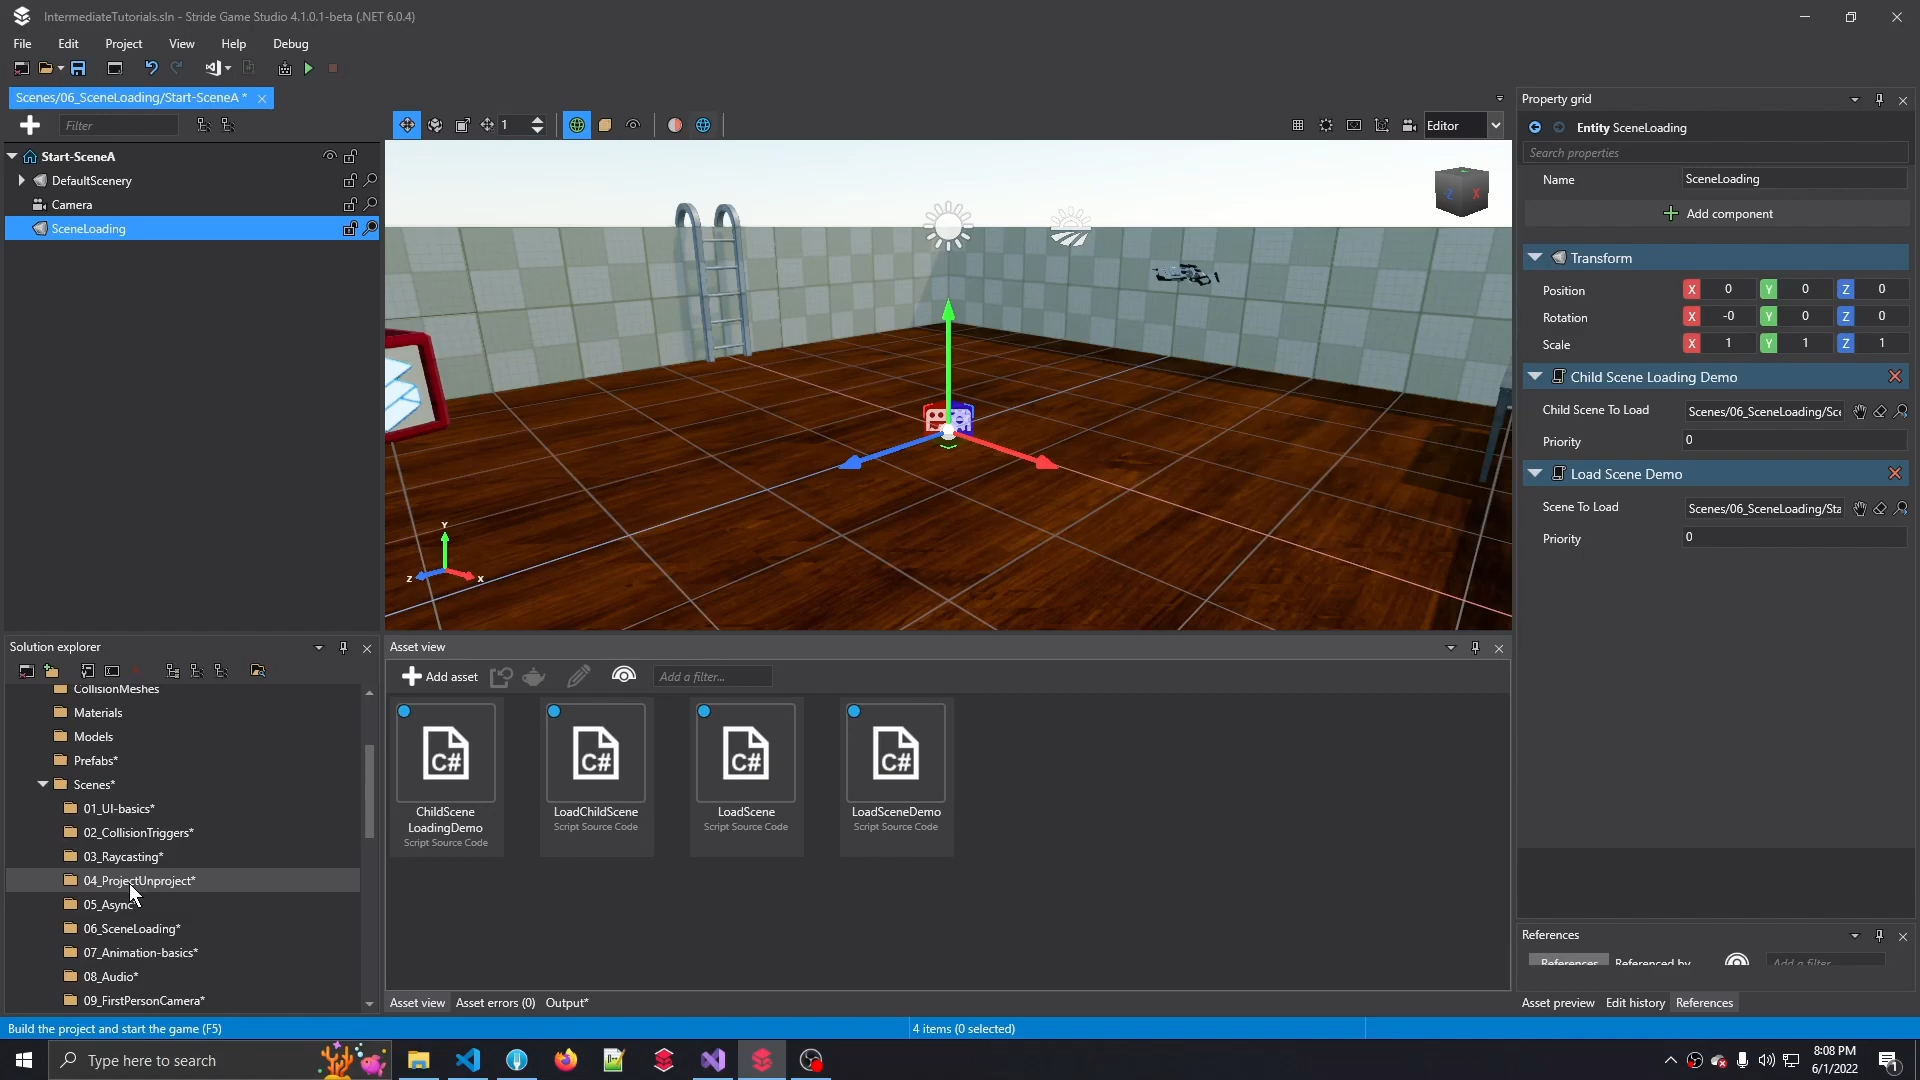 IntermediateTutorials.sln - Stride Game Studio 4.1.0.1-beta (.NET 6.0.4)
File Edit Project View Help Debug
Scenes/06_SceneLoading/Start-SceneA *
Filter
1
Editor
Start-SceneA
DefaultScenery
Camera
SceneLoading
Y
Z
X
-Z
X
Property grid
Entity SceneLoading
Search properties
Name SceneLoading
Add component
Transform
Position X 0 Y 0 Z 0
Rotation X -0 Y 0 Z 0
Scale X 1 Y 1 Z 1
Child Scene Loading Demo
Child Scene To Load Scenes/06_SceneLoading/Sce
Priority 0
Load Scene Demo
Scene To Load Scenes/06_SceneLoading/Sta
Priority 0
Solution explorer
CollisionMeshes
Materials
Models
Prefabs*
Scenes*
01_UI-basics*
02_CollisionTriggers*
03_Raycasting*
04_ProjectUnproject*
05_Async
06_SceneLoading*
07_Animation-basics*
08_Audio*
09_FirstPersonCamera*
Asset view
Add asset
Add a filter...
C# C# C# C#
ChildScene
LoadingDemo
Script Source Code
LoadChildScene
Script Source Code
LoadScene
Script Source Code
LoadSceneDemo
Script Source Code
Asset view Asset errors (0) Output*
References
References Referenced by Add a filter
Asset preview Edit history References
Build the project and start the game (F5)
4 items (0 selected)
Type here to search
8:08 PM
6/1/2022
1